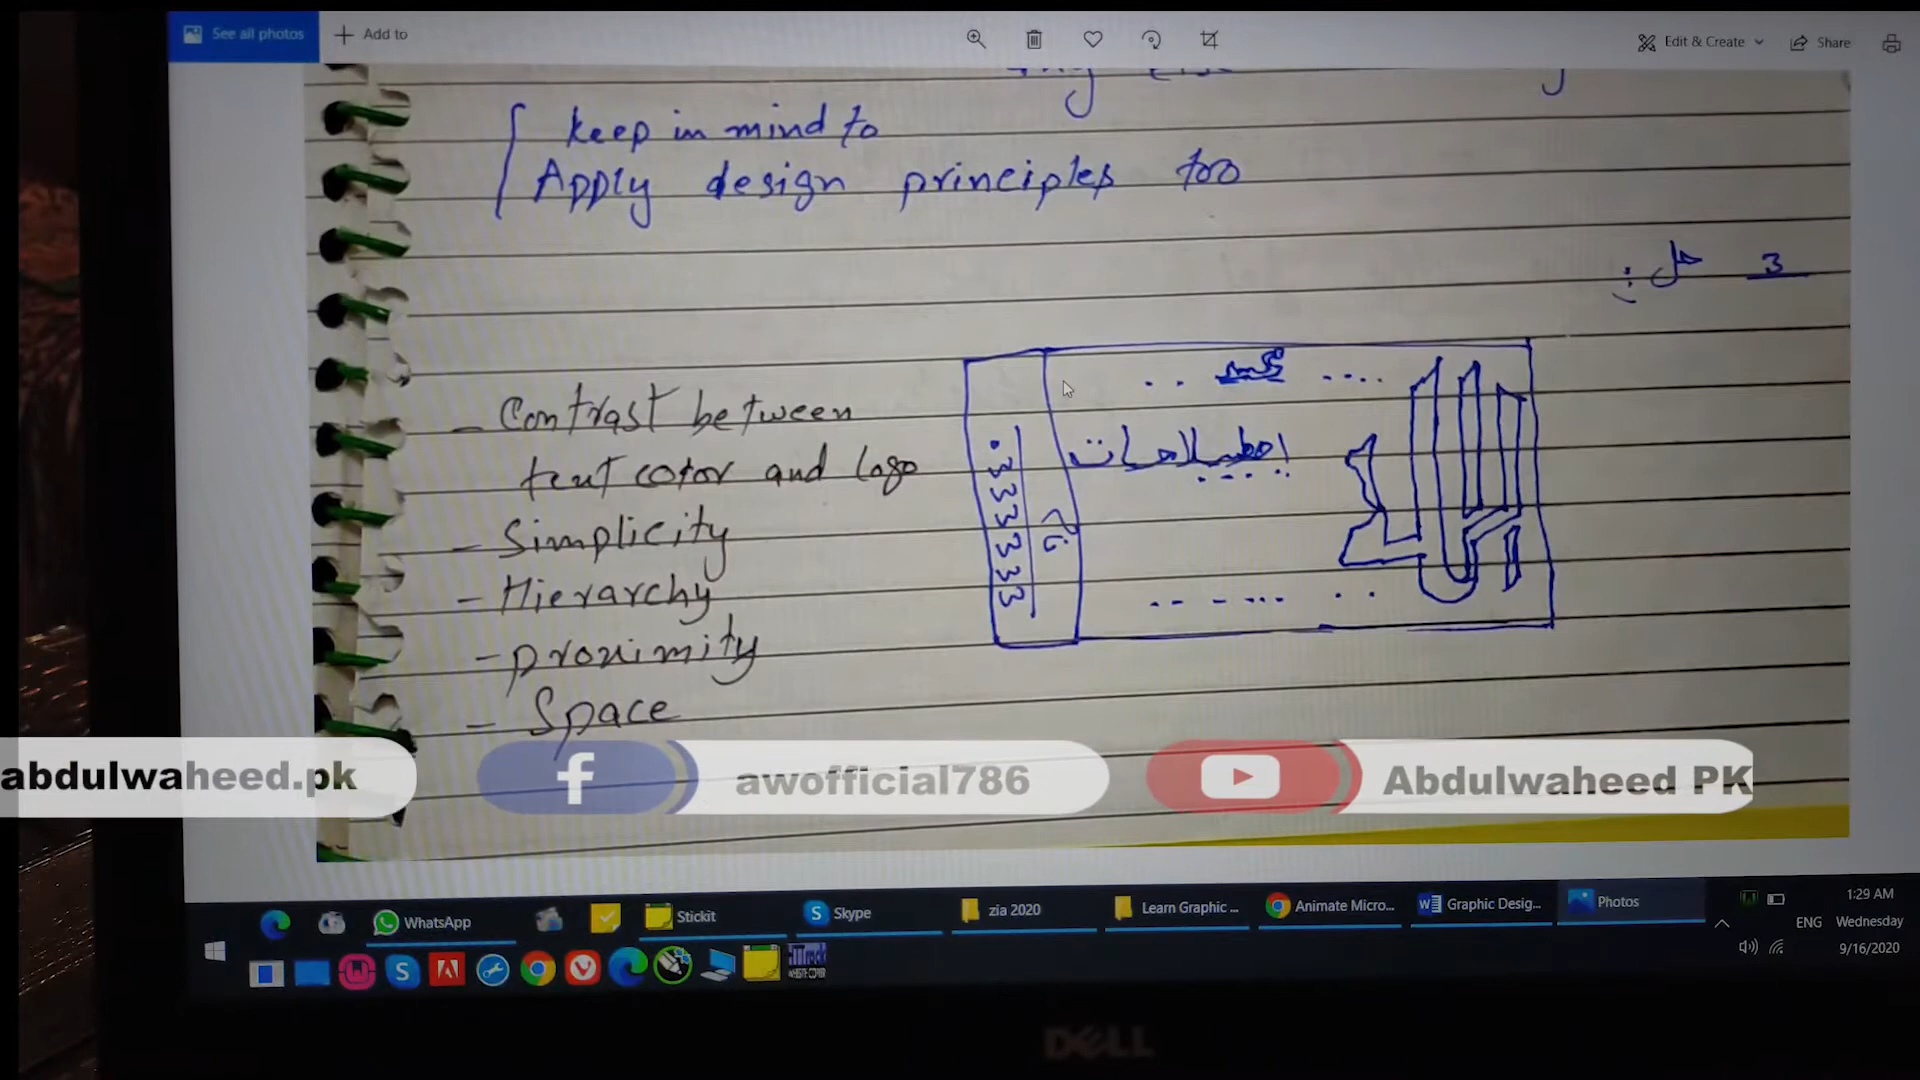 See all photos
Add to
Edit & Create
Share
keep in mind to
Apply design principles too
3 حل :
- Contrast between
text color and logo
- Simplicity
- Hierarchy
- proximity
- Space
اصطلاحات
0333333
abdulwaheed.pk
f
awofficial786
Abdulwaheed PK
WhatsApp
Stickit
Skype
zia 2020
Learn Graphic ...
Animate Micro...
Graphic Desig...
Photos
1:29 AM
ENG
Wednesday
9/16/2020
DELL